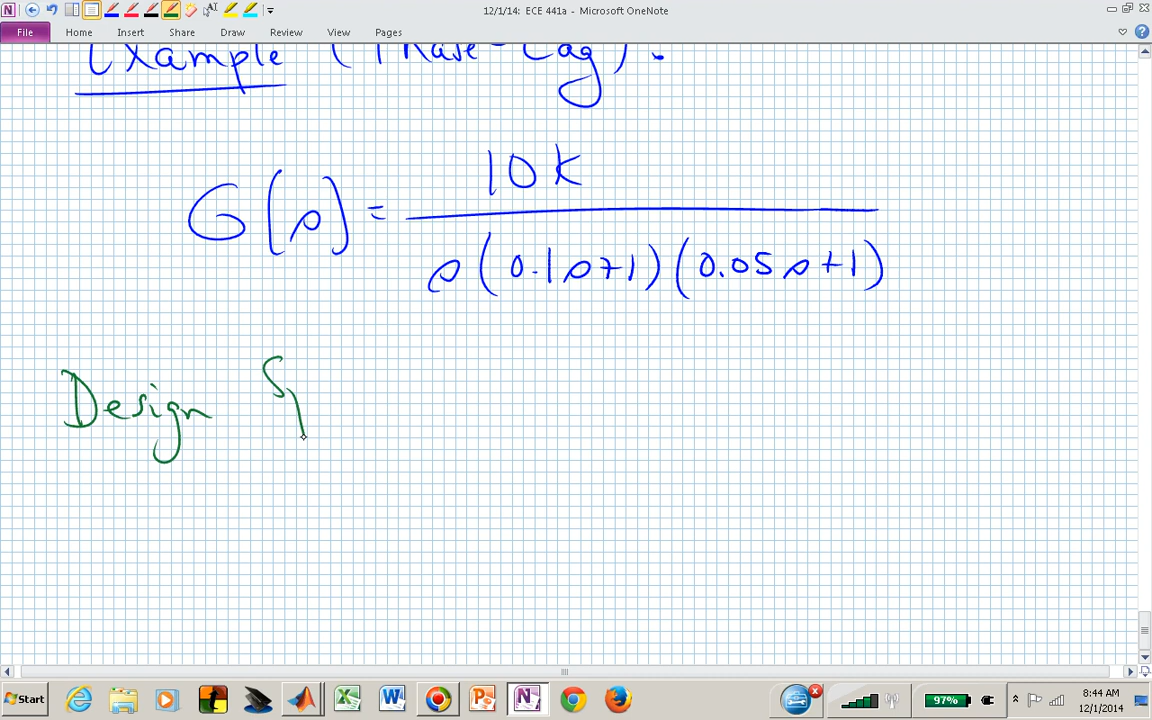 12/1/14: ECE 441a - Microsoft OneNote
File Home Insert Share Draw Review View Pages
Example (Phase-Lag):
G(s) = 10k
s(0.1s+1)(0.05s+1)
Design Sp
97%
8:44 AM
Start
12/1/2014